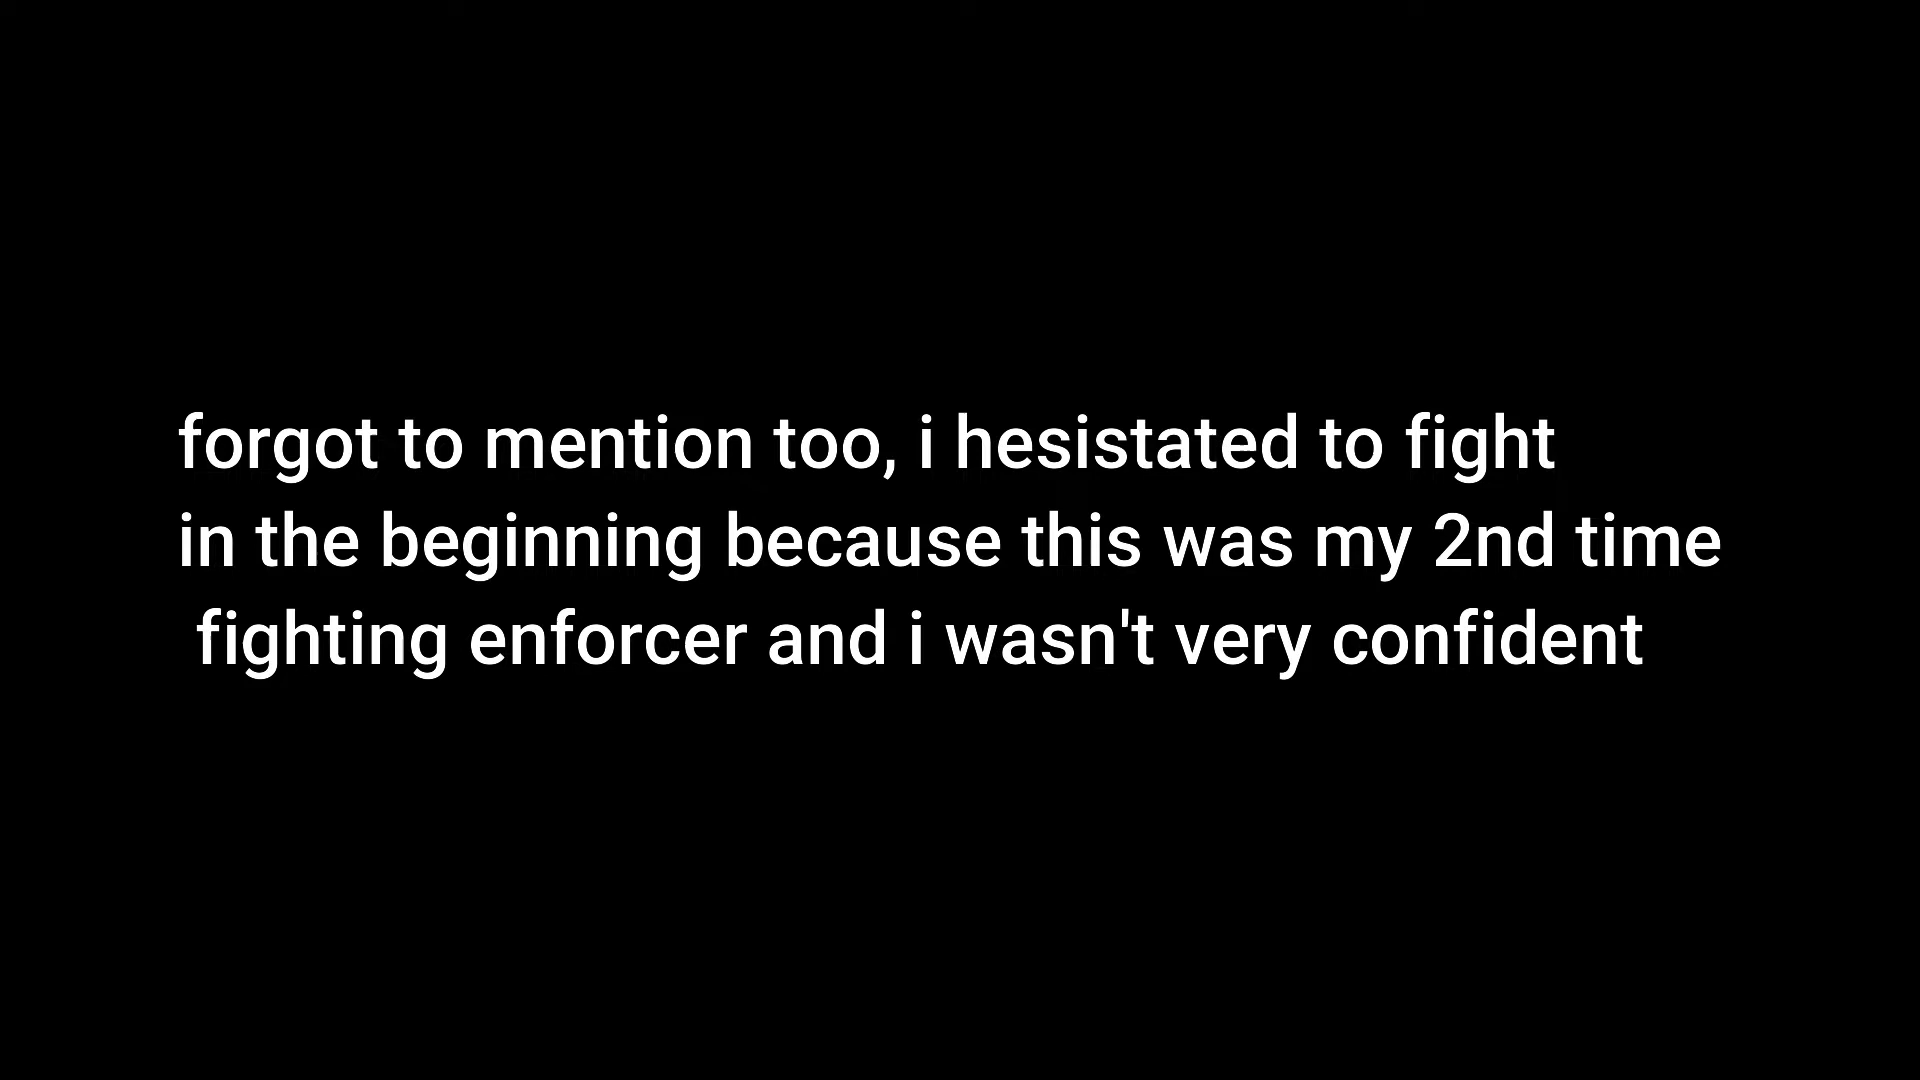 forgot to mention too, i hesistated to fight
in the beginning because this was my 2nd time
fighting enforcer and i wasn't very confident